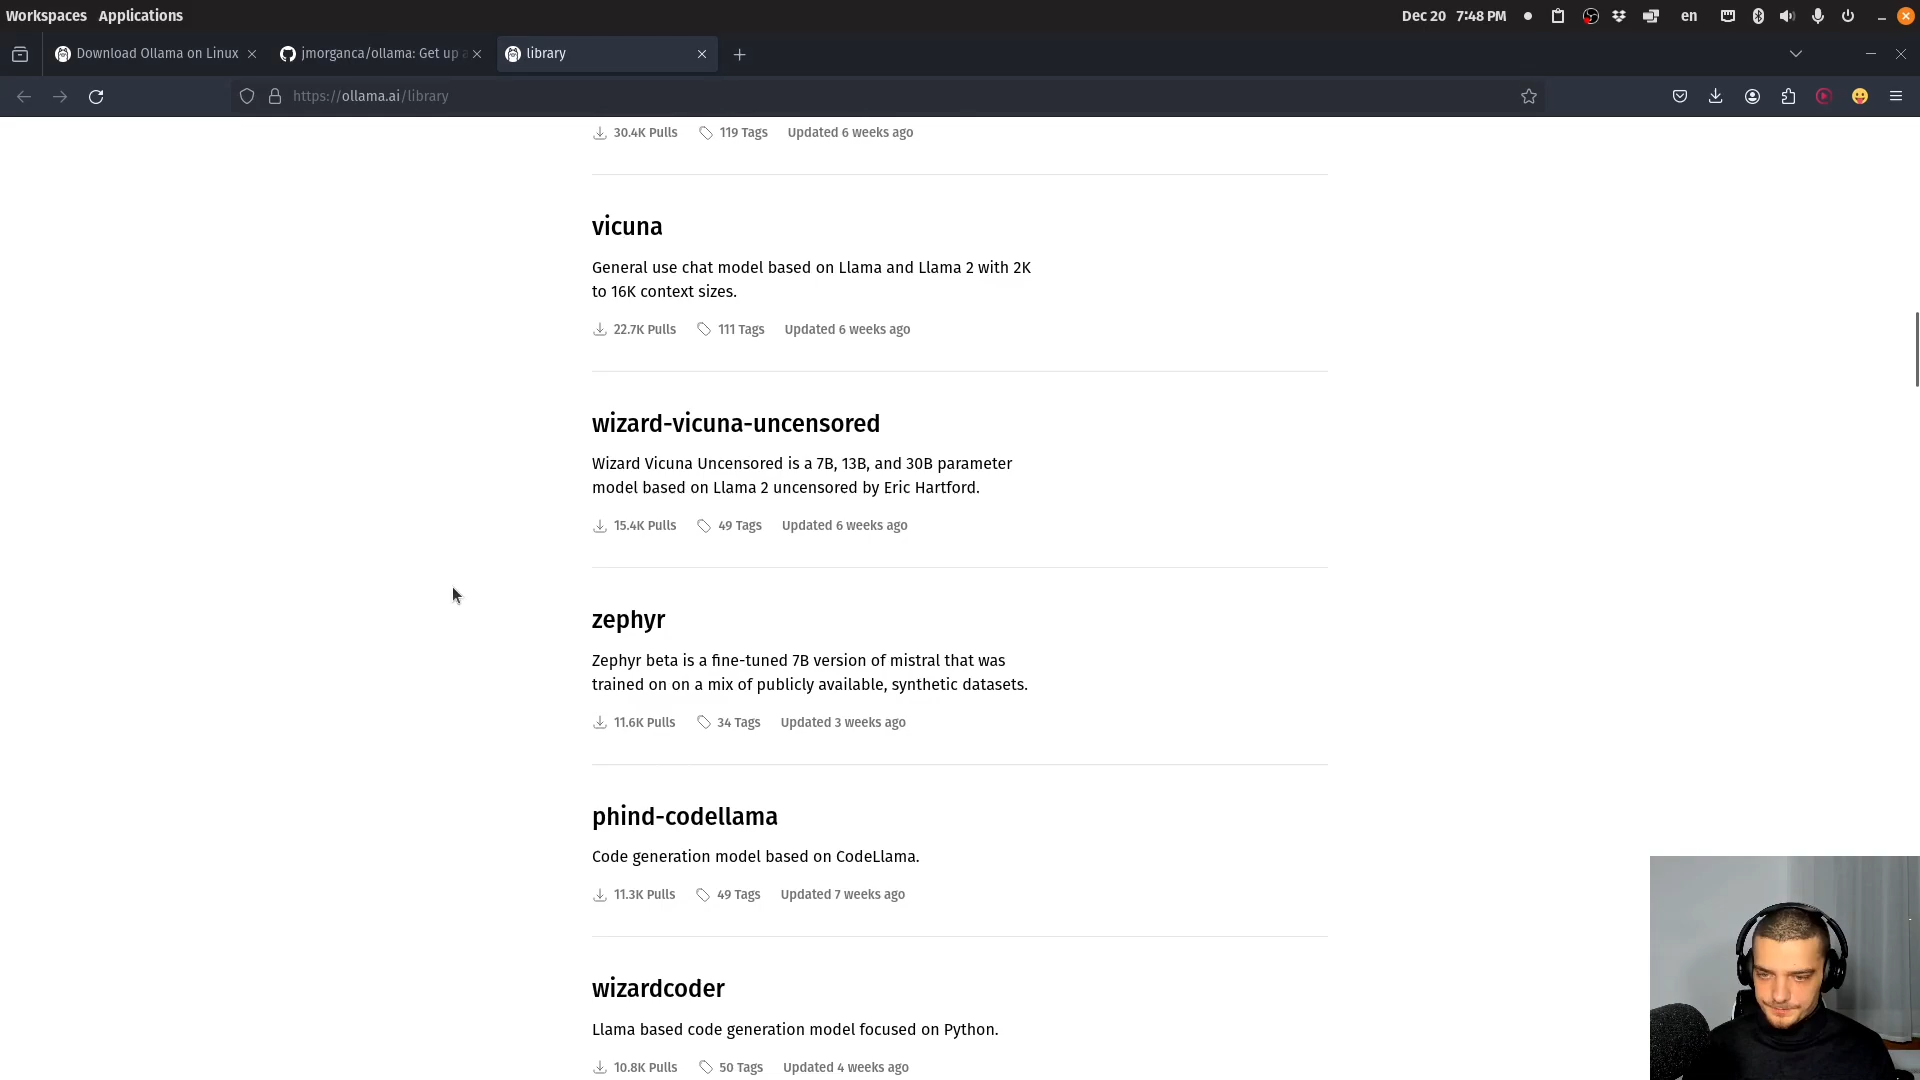 Workspaces Applications
Dec 20 7:48 PM
en
Download Ollama on Linux
jmorganca/ollama: Get up a
library
https://ollama.ai/library
30.4K Pulls 119 Tags Updated 6 weeks ago
vicuna
General use chat model based on Llama and Llama 2 with 2K
to 16K context sizes.
22.7K Pulls 111 Tags Updated 6 weeks ago
wizard-vicuna-uncensored
Wizard Vicuna Uncensored is a 7B, 13B, and 30B parameter
model based on Llama 2 uncensored by Eric Hartford.
15.4K Pulls 49 Tags Updated 6 weeks ago
zephyr
Zephyr beta is a fine-tuned 7B version of mistral that was
trained on on a mix of publicly available, synthetic datasets.
11.6K Pulls 34 Tags Updated 3 weeks ago
phind-codellama
Code generation model based on CodeLlama.
11.3K Pulls 49 Tags Updated 7 weeks ago
wizardcoder
Llama based code generation model focused on Python.
10.8K Pulls 50 Tags Updated 4 weeks ago